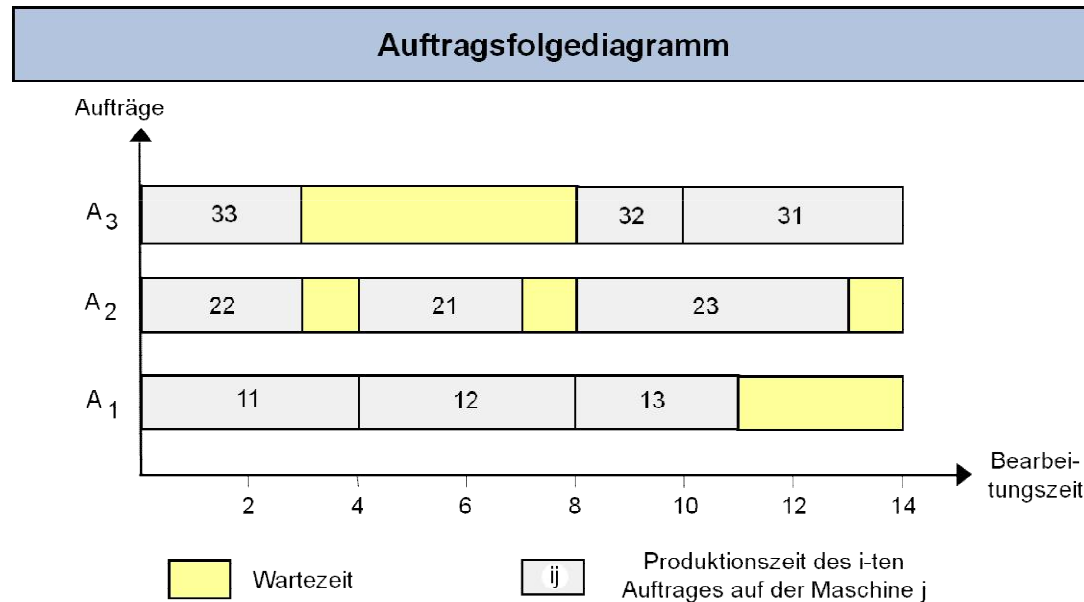 Auftragsfolgediagramm
Aufträge
A3 33 32 31
A2 22 21 23
A1 11 12 13
2 4 6 8 10 12 14
Bearbei-
tungszeit
Wartezeit
ij
Produktionszeit des i-ten
Auftrages auf der Maschine j